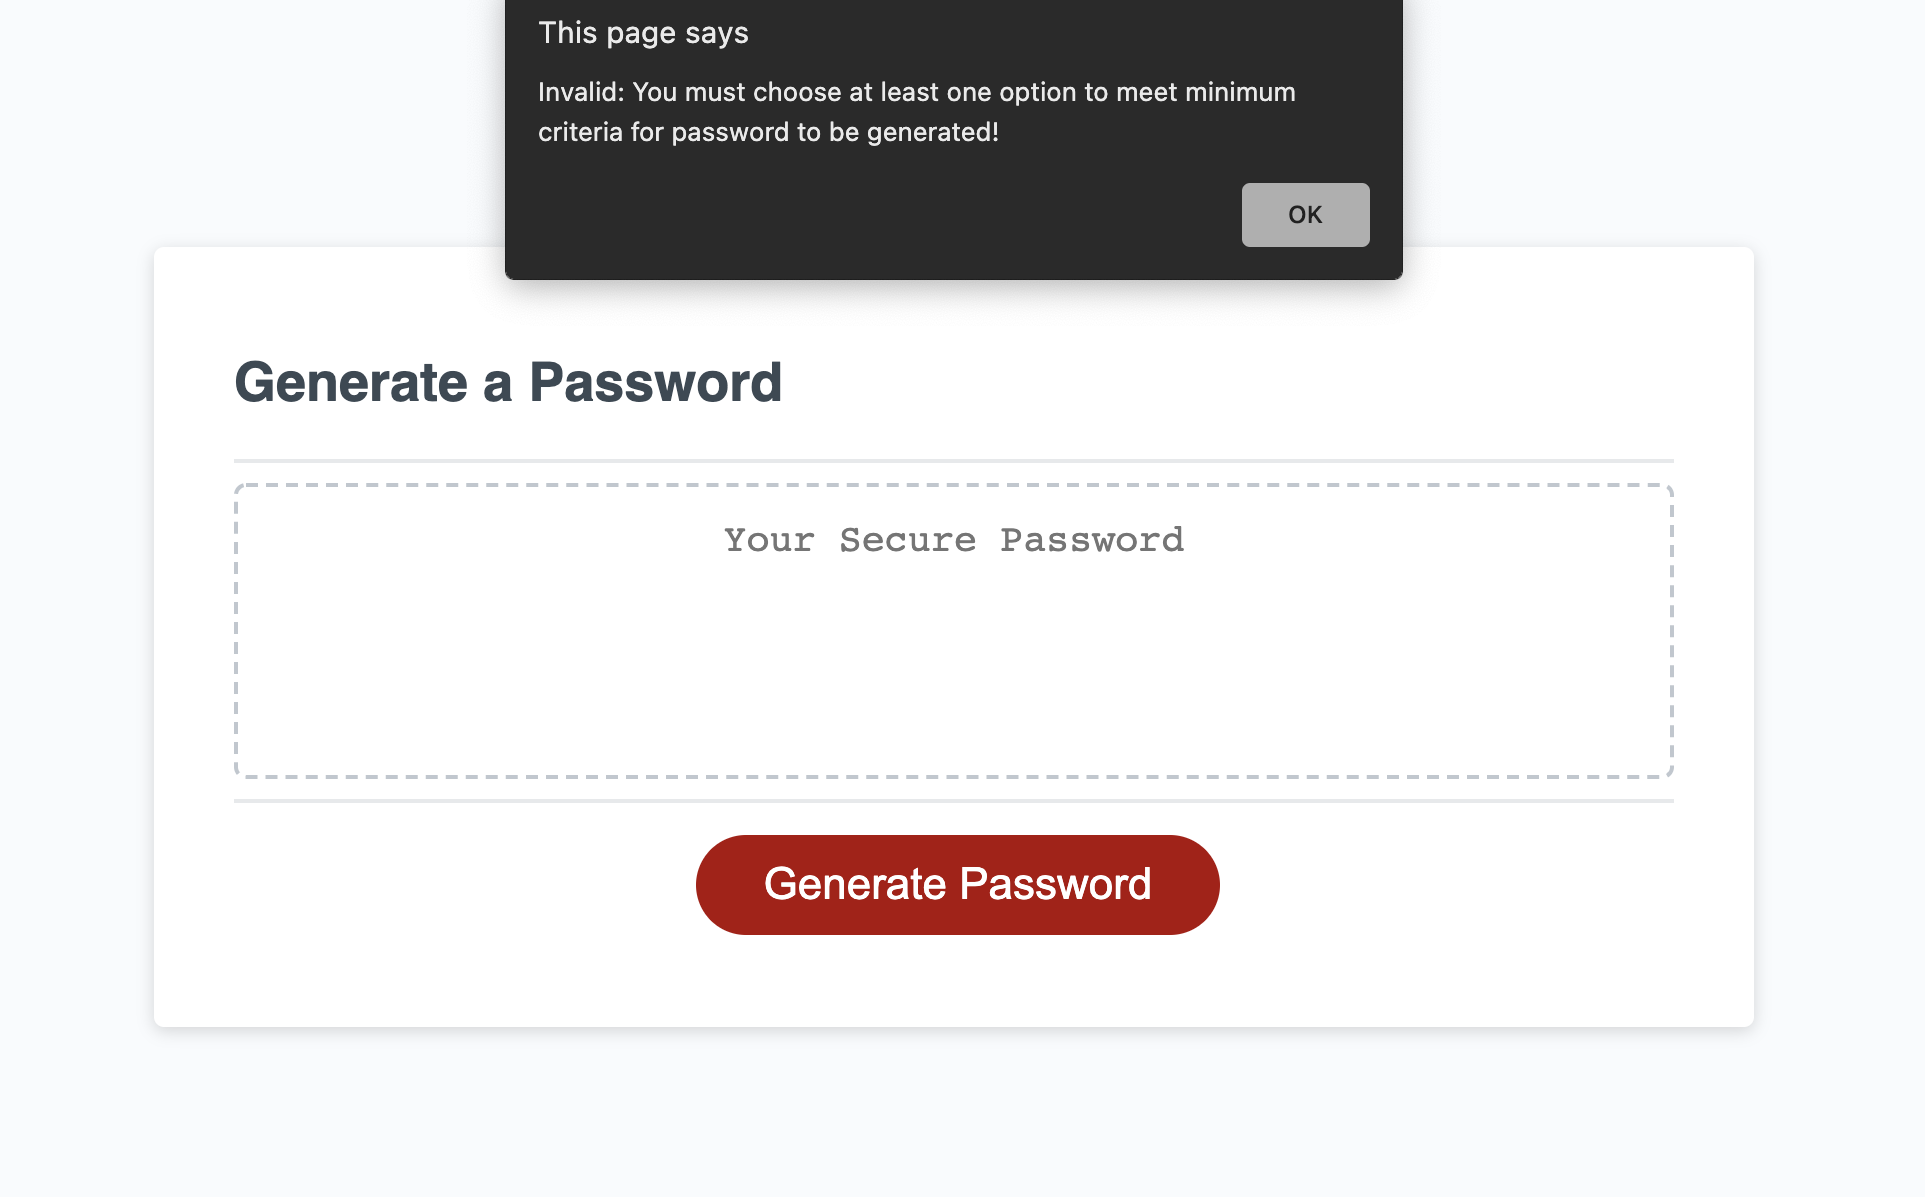 This page says
Invalid: You must choose at least one option to meet minimum
criteria for password to be generated!
OK
Generate a Password
Your Secure Password
Generate Password